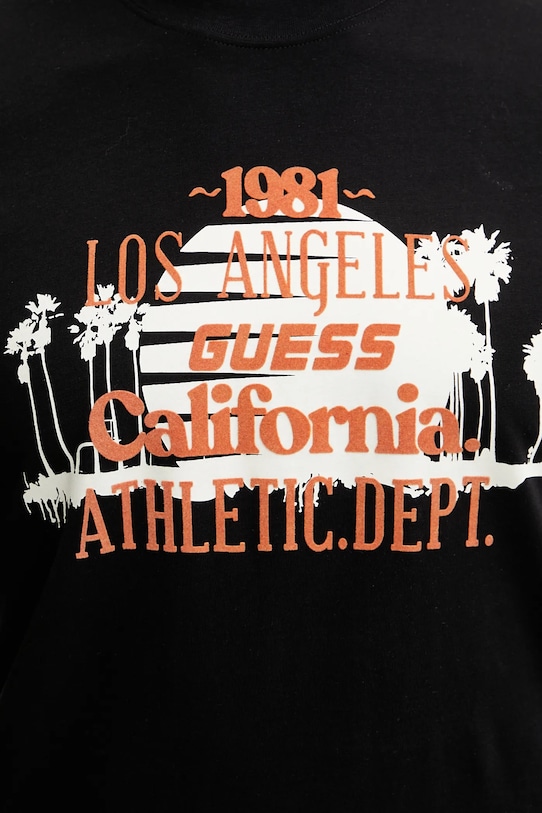 ~1981~
LOS ANGELES
GUESS
California.
ATHLETIC.DEPT.